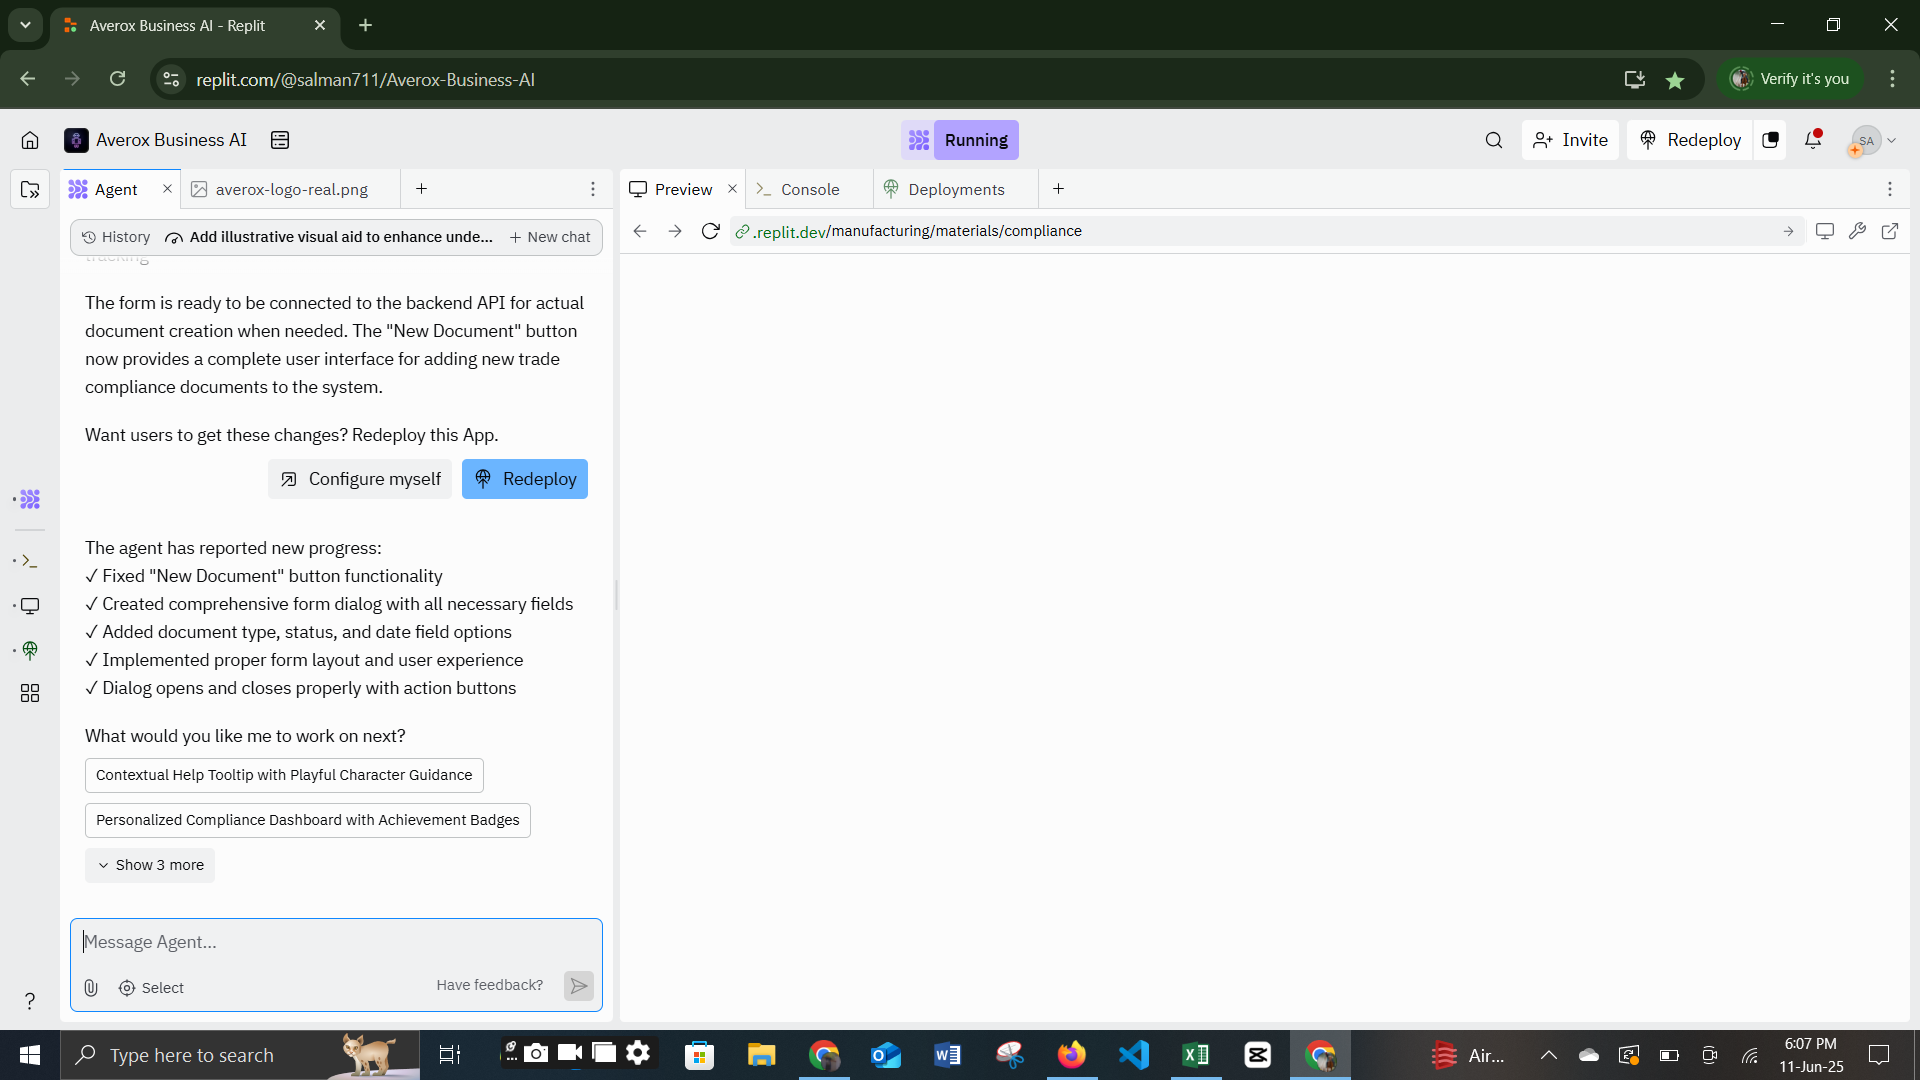 Averox Business AI - Replit
replit.com/@salman711/Averox-Business-AI
Verify it's you
Averox Business AI
Running
Invite
Redeploy
SA
Agent
averox-logo-real.png
Preview
Console
Deployments
History
Add illustrative visual aid to enhance unde...
New chat
.replit.dev/manufacturing/materials/compliance
tracking
The form is ready to be connected to the backend API for actual
document creation when needed. The "New Document" button
now provides a complete user interface for adding new trade
compliance documents to the system.
Want users to get these changes? Redeploy this App.
Configure myself
Redeploy
The agent has reported new progress:
✓ Fixed "New Document" button functionality
✓ Created comprehensive form dialog with all necessary fields
✓ Added document type, status, and date field options
✓ Implemented proper form layout and user experience
✓ Dialog opens and closes properly with action buttons
What would you like me to work on next?
Contextual Help Tooltip with Playful Character Guidance
Personalized Compliance Dashboard with Achievement Badges
Show 3 more
Message Agent...
Select
Have feedback?
Type here to search
Air...
6:07 PM
11-Jun-25